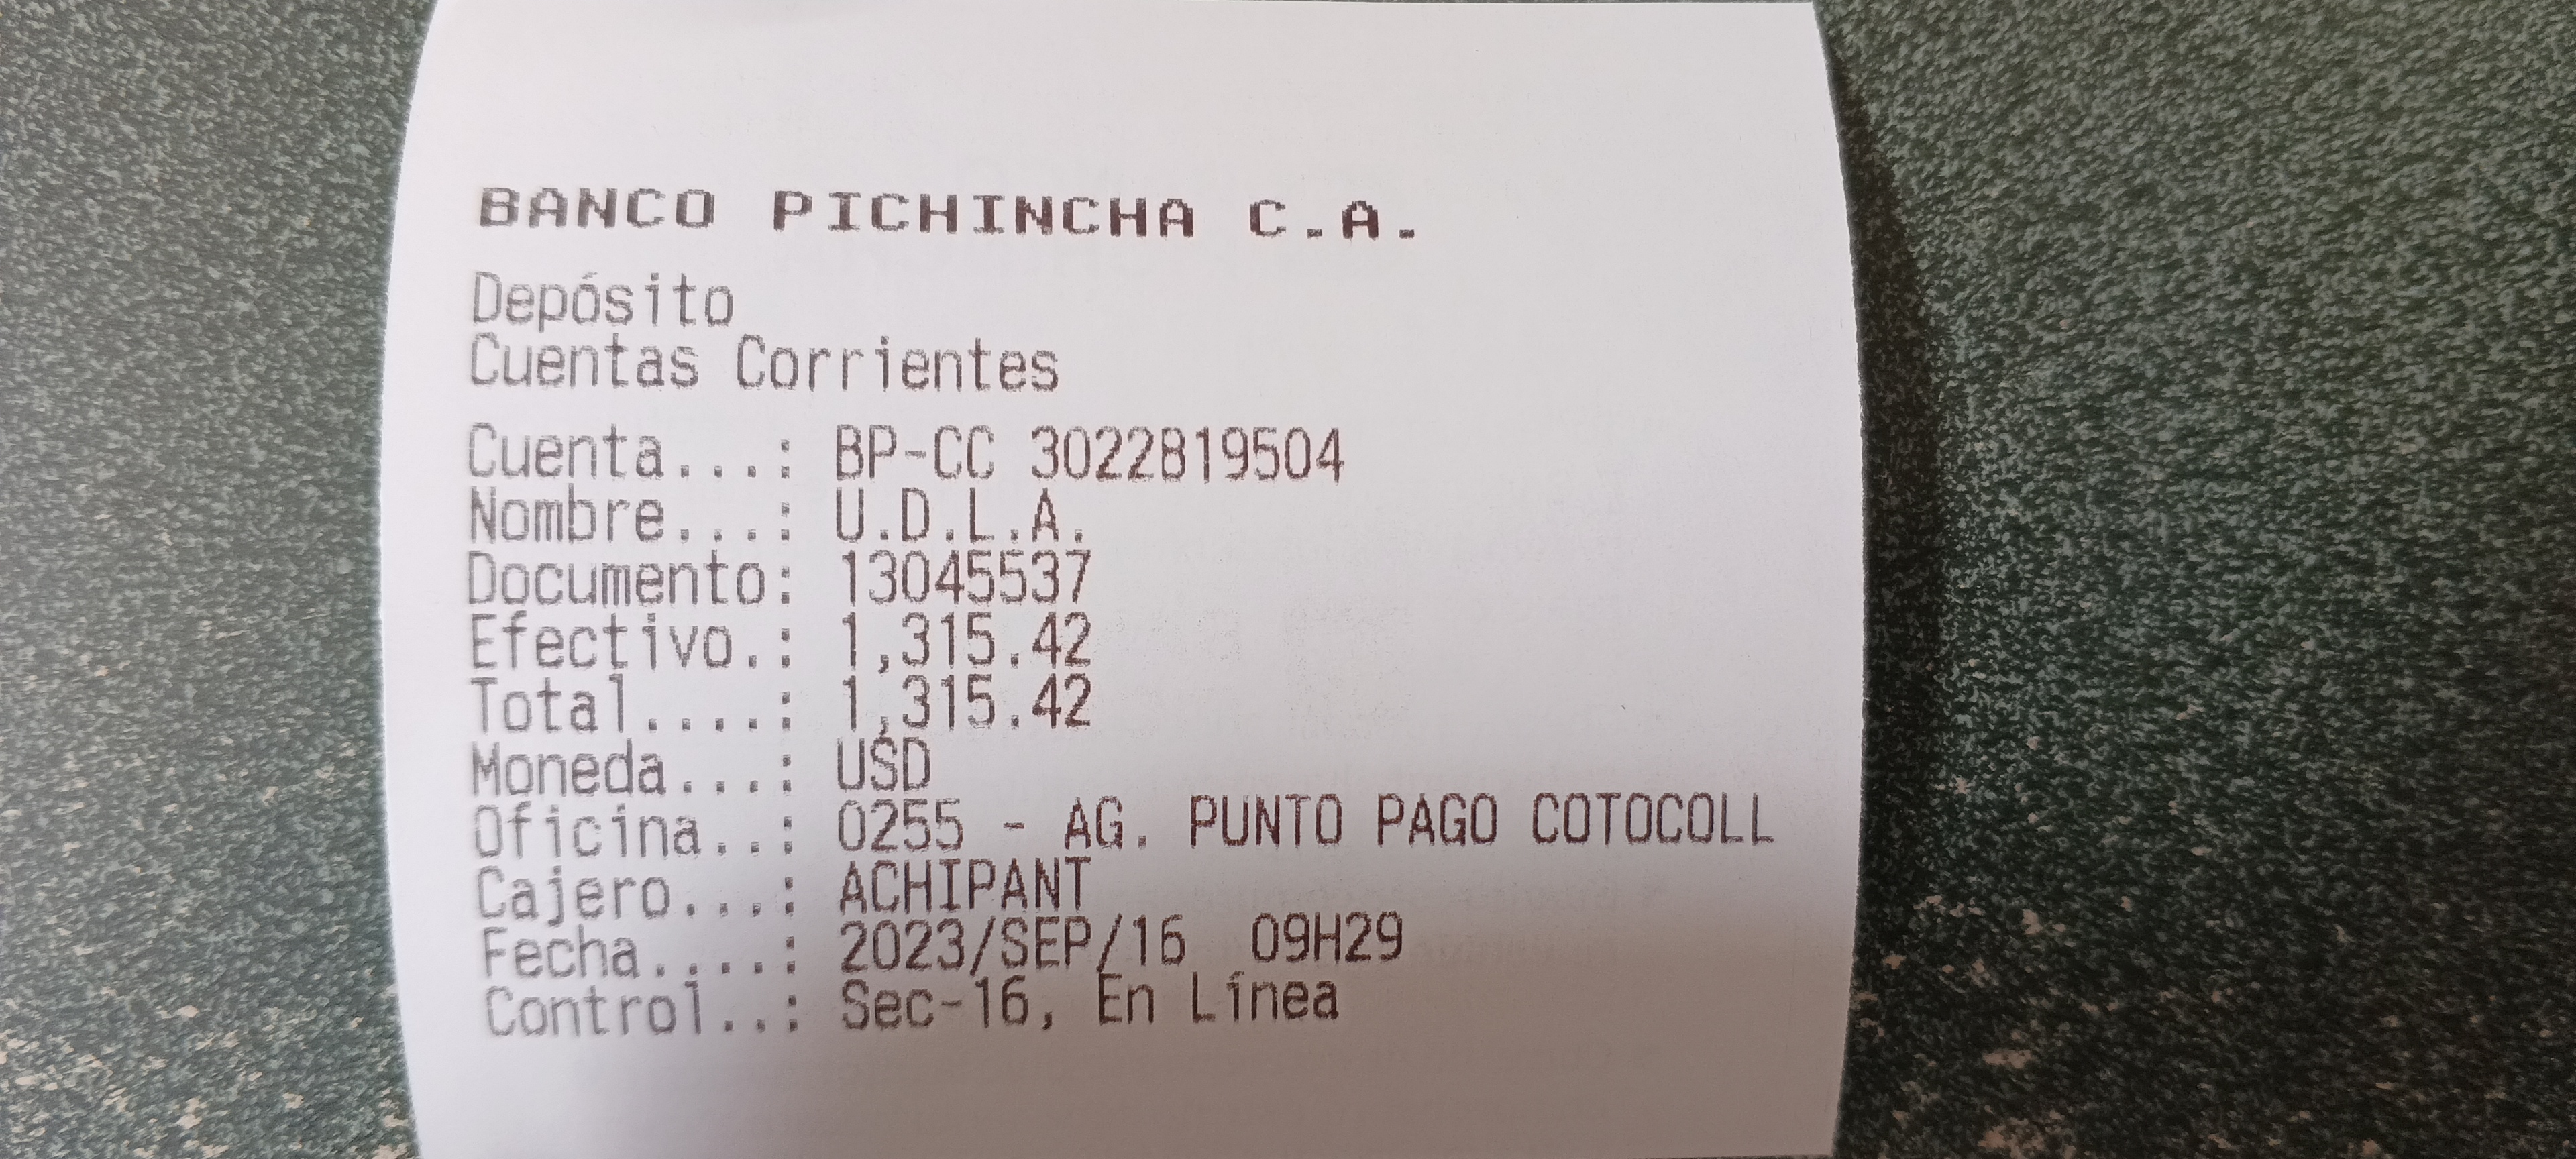 BANCO PICHINCHA C.A.
Depósito
Cuentas Corrientes
Cuenta...: BP-CC 3022819504
Nombre...: U.D.L.A.
Documento: 13045537
Efectivo.: 1,315.42
Total....: 1,315.42
Moneda...: USD
Oficina..: 0255 - AG. PUNTO PAGO COTOCOLL
Cajero...: ACHIPANT
Fecha....: 2023/SEP/16  09H29
Control..: Sec-16, En Línea